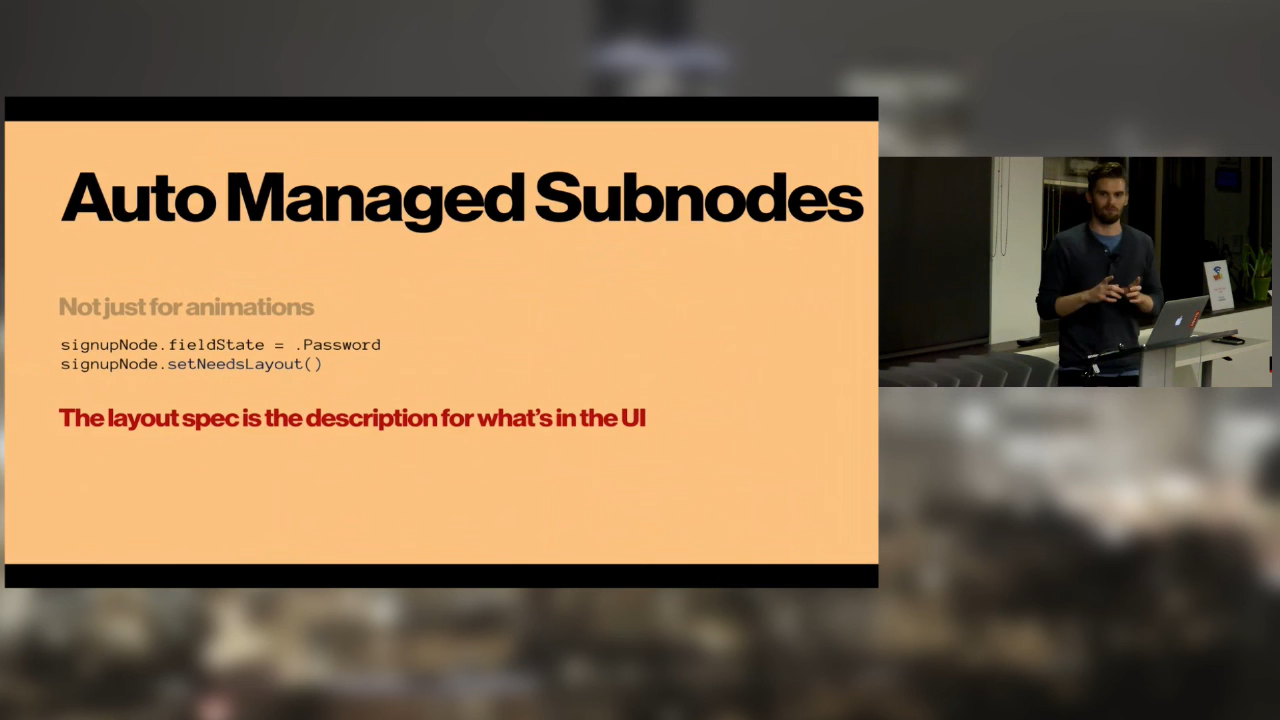 Auto Managed Subnodes
Not just for animations
signupNode.fieldState = .Password
signupNode.setNeedsLayout()
The layout spec is the description for what's in the UI